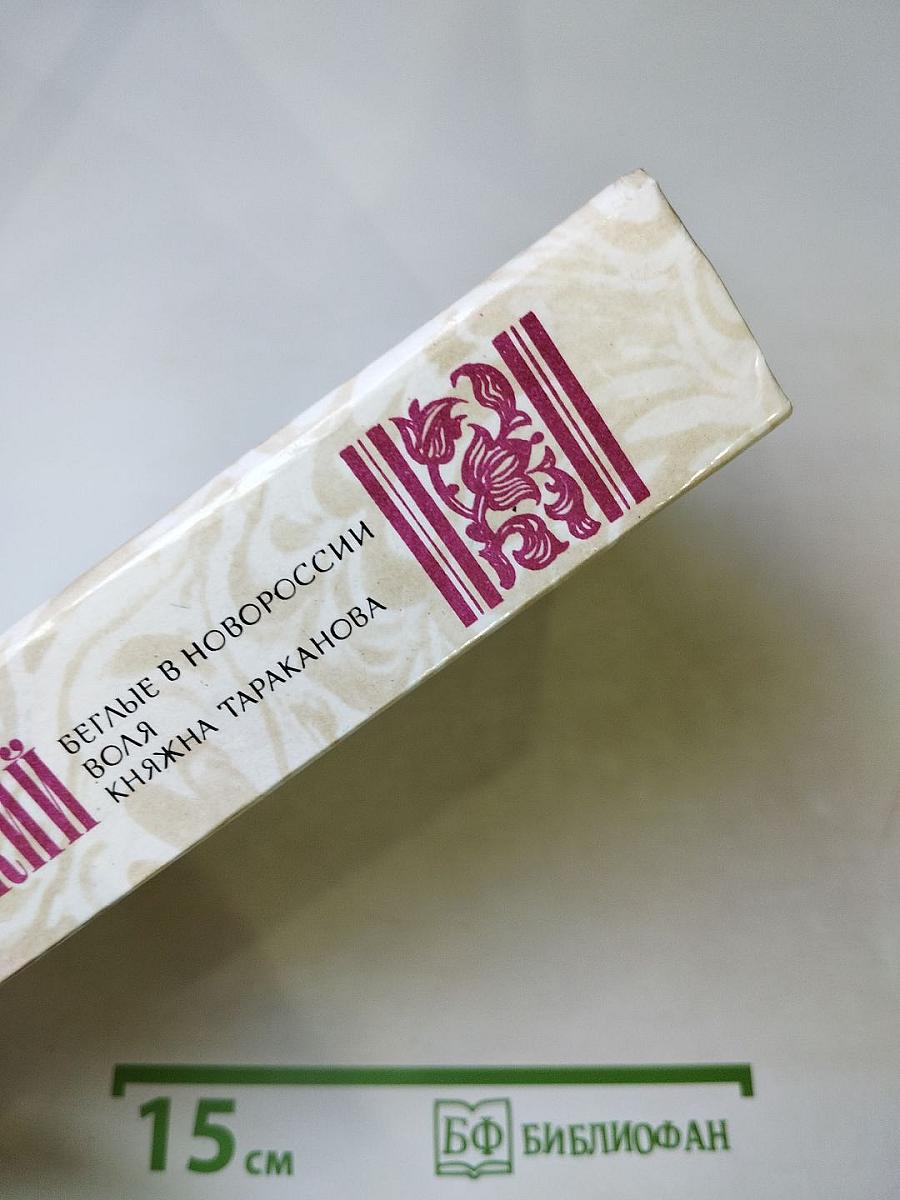 БЕГЛЫЕ В НОВОРОССИИ
ВОЛЯ
КНЯЖНА ТАРАКАНОВА
15 см
БФ БИБЛИОФАН